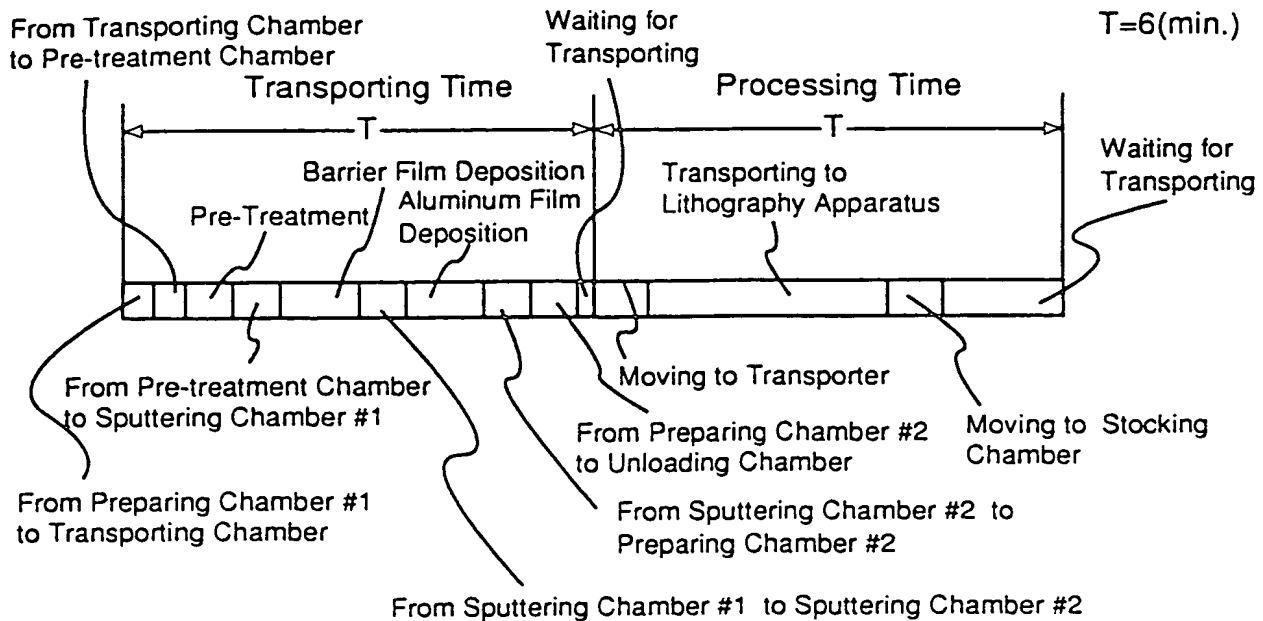 From Transporting Chamber
to Pre-treatment Chamber
Waiting for
Transporting
T=6(min.)
Transporting Time
Processing Time
T
T
Barrier Film Deposition
Aluminum Film
Deposition
Pre-Treatment
Transporting to
Lithography Apparatus
Waiting for
Transporting
From Pre-treatment Chamber
to Sputtering Chamber #1
Moving to Transporter
From Preparing Chamber #2
to Unloading Chamber
Moving to Stocking
Chamber
From Preparing Chamber #1
to Transporting Chamber
From Sputtering Chamber #2 to
Preparing Chamber #2
From Sputtering Chamber #1 to Sputtering Chamber #2